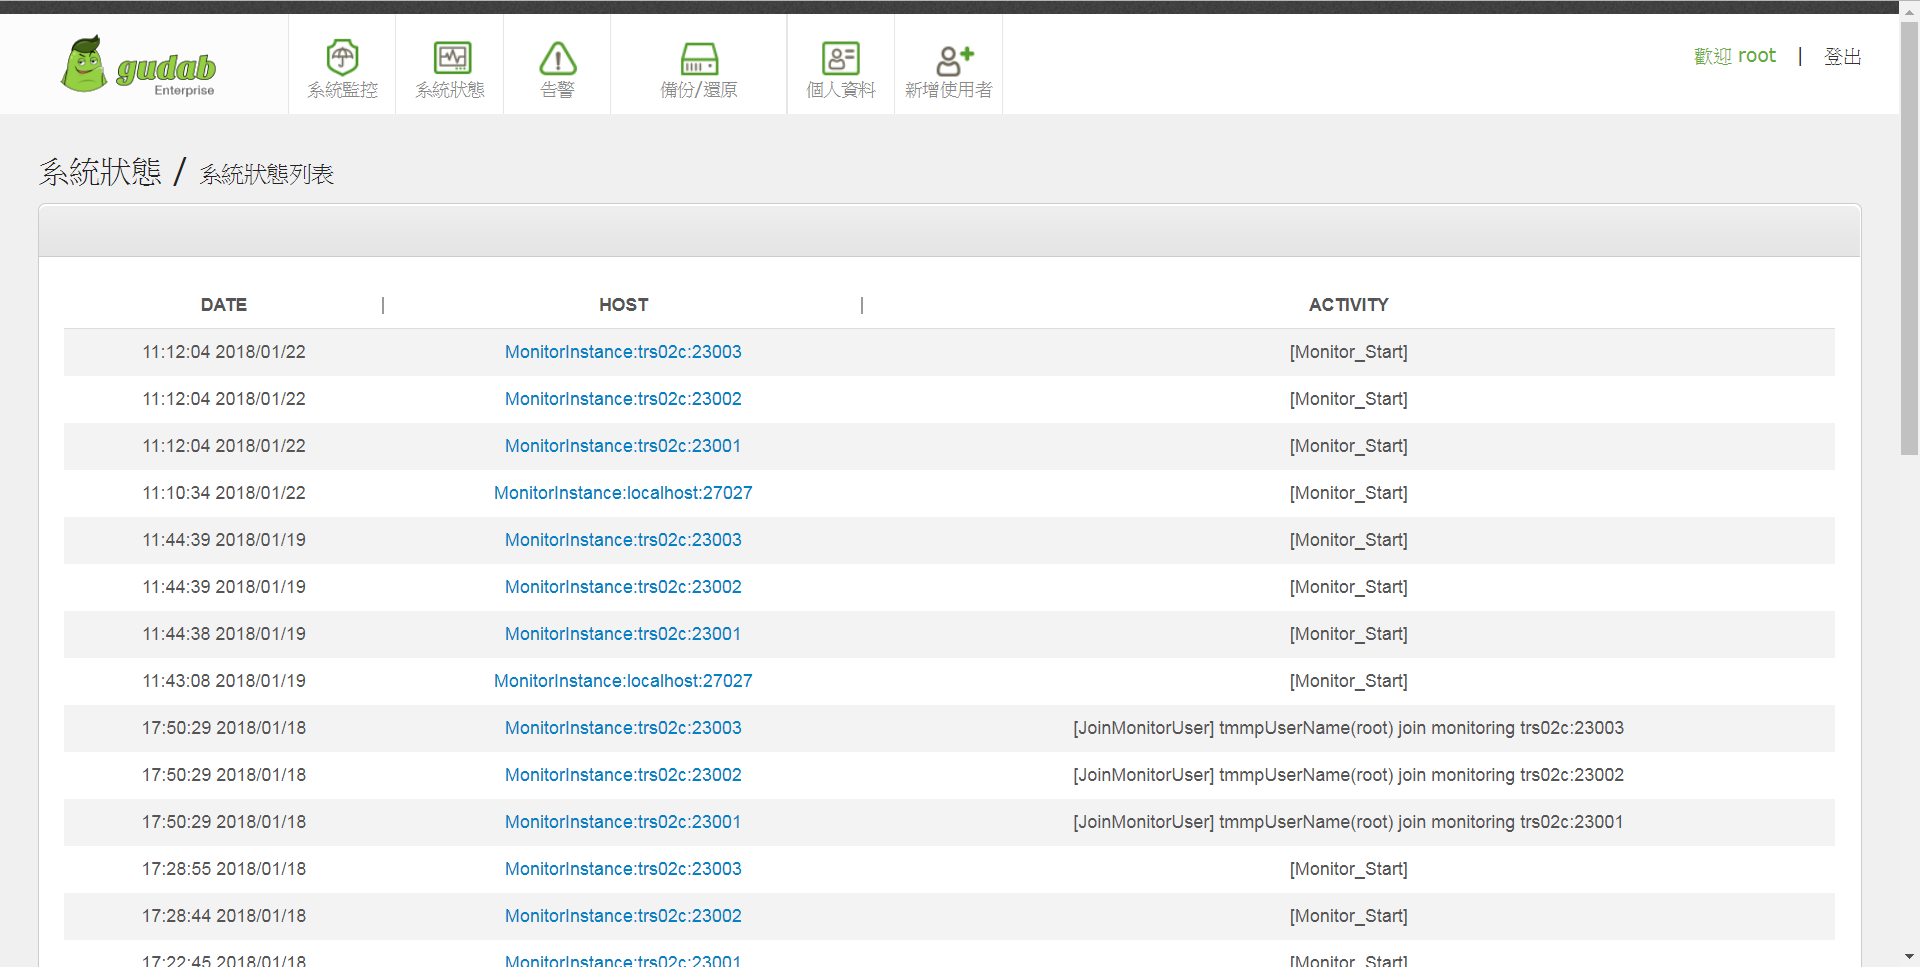 gudab
Enterprise
系統監控
系統狀態
告警
備份/還原
個人資料
新增使用者
歡迎 root | 登出
系統狀態 / 系統狀態列表
DATE | HOST | ACTIVITY
11:12:04 2018/01/22 MonitorInstance:trs02c:23003 [Monitor_Start]
11:12:04 2018/01/22 MonitorInstance:trs02c:23002 [Monitor_Start]
11:12:04 2018/01/22 MonitorInstance:trs02c:23001 [Monitor_Start]
11:10:34 2018/01/22 MonitorInstance:localhost:27027 [Monitor_Start]
11:44:39 2018/01/19 MonitorInstance:trs02c:23003 [Monitor_Start]
11:44:39 2018/01/19 MonitorInstance:trs02c:23002 [Monitor_Start]
11:44:38 2018/01/19 MonitorInstance:trs02c:23001 [Monitor_Start]
11:43:08 2018/01/19 MonitorInstance:localhost:27027 [Monitor_Start]
17:50:29 2018/01/18 MonitorInstance:trs02c:23003 [JoinMonitorUser] tmmpUserName(root) join monitoring trs02c:23003
17:50:29 2018/01/18 MonitorInstance:trs02c:23002 [JoinMonitorUser] tmmpUserName(root) join monitoring trs02c:23002
17:50:29 2018/01/18 MonitorInstance:trs02c:23001 [JoinMonitorUser] tmmpUserName(root) join monitoring trs02c:23001
17:28:55 2018/01/18 MonitorInstance:trs02c:23003 [Monitor_Start]
17:28:44 2018/01/18 MonitorInstance:trs02c:23002 [Monitor_Start]
17:22:45 2018/01/18 MonitorInstance:trs02c:23001 [Monitor_Start]